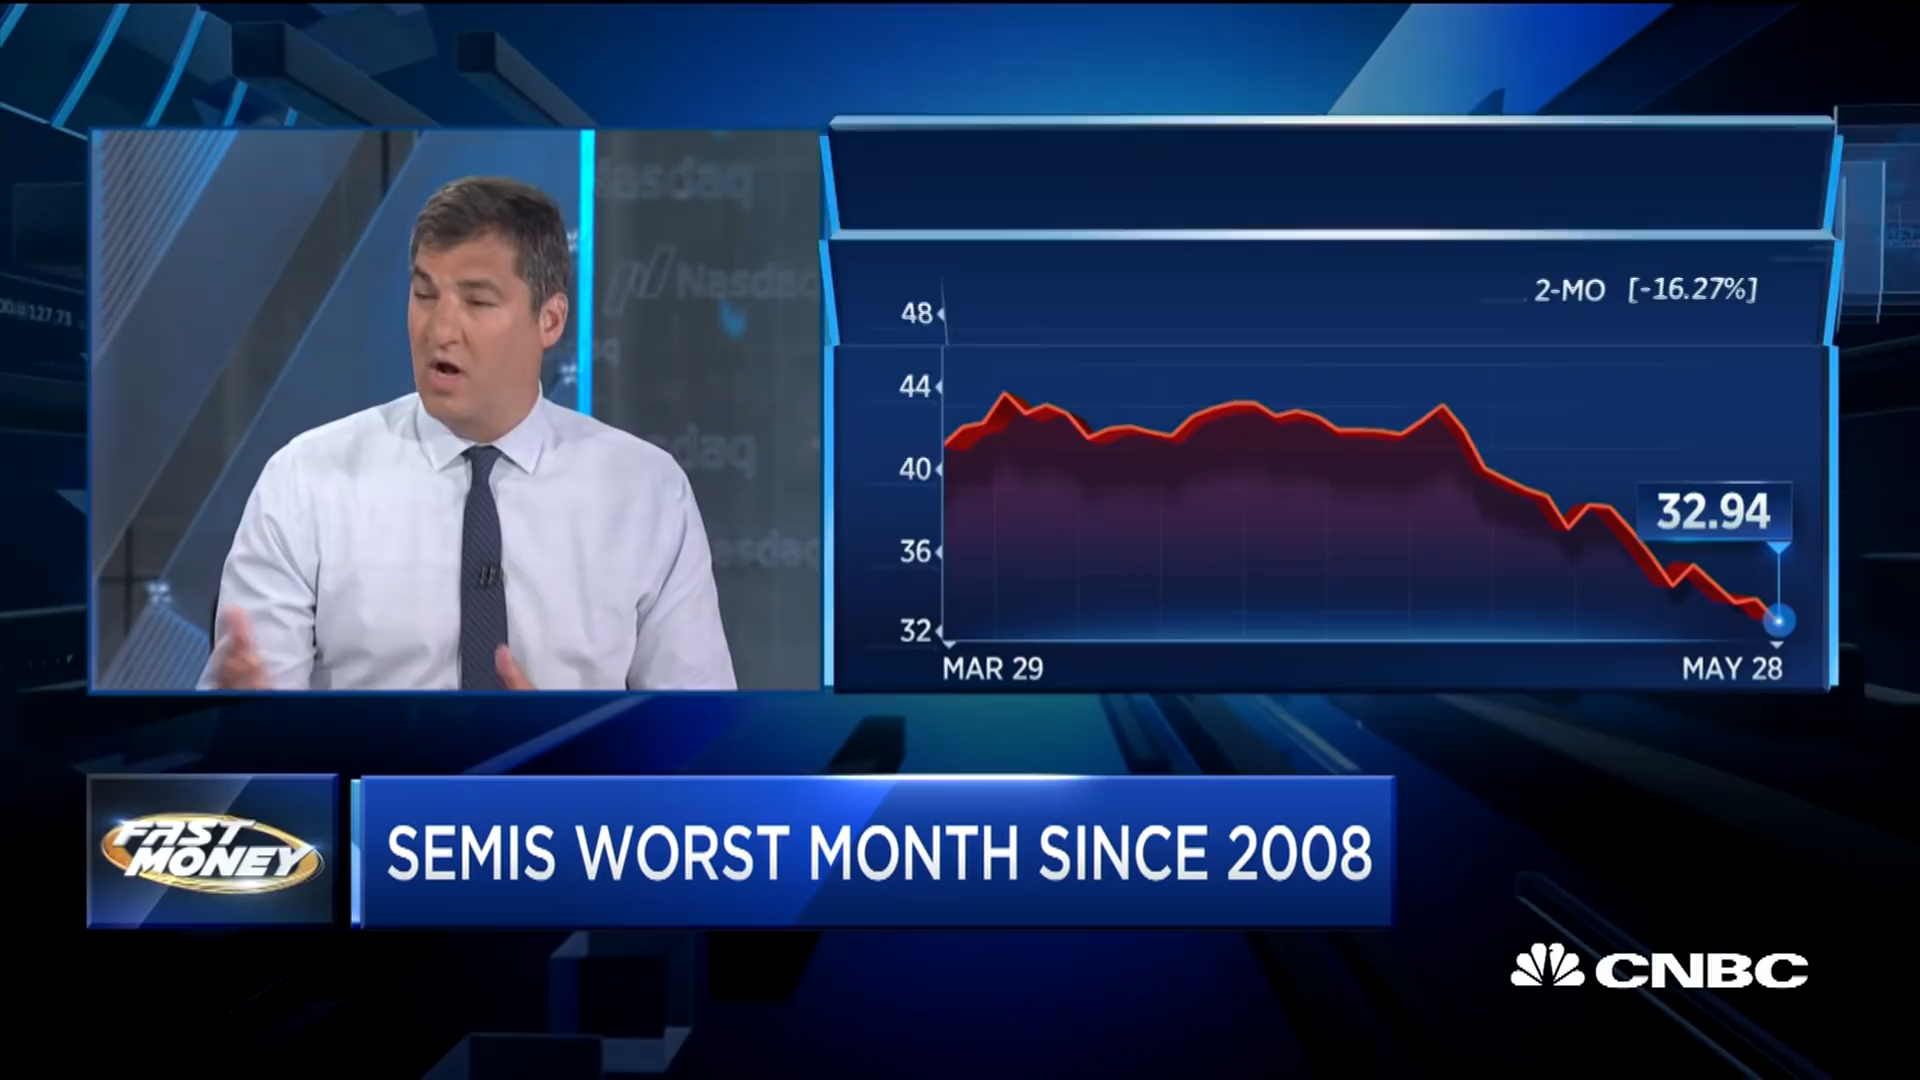 Nasdaq
Nasdaq
2-MO [-16.27%]
48
44
40
36
32
32.94
MAR 29
MAY 28
FAST
MONEY
SEMIS WORST MONTH SINCE 2008
CNBC